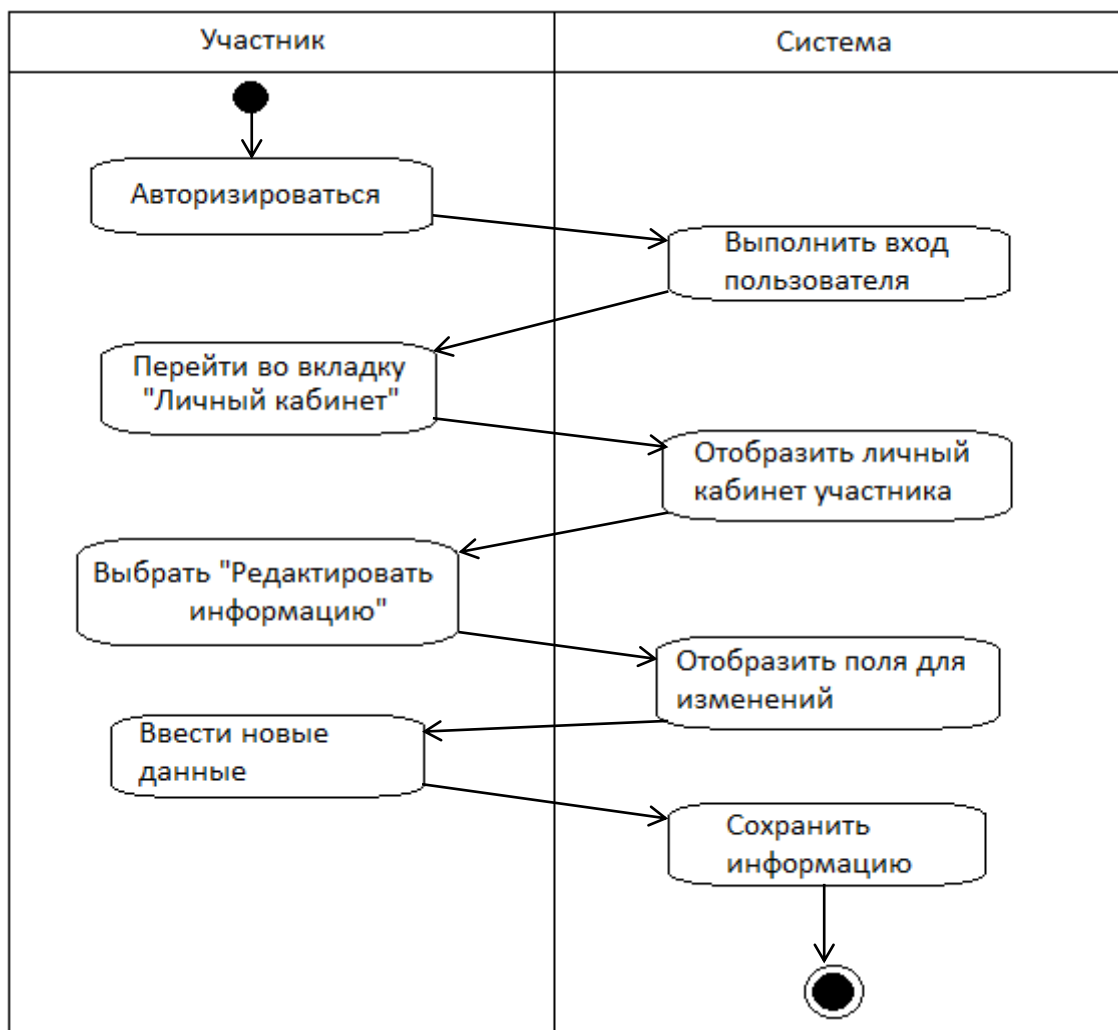 Участник
Система
Авторизироваться
Выполнить вход
пользователя
Перейти во вкладку
"Личный кабинет"
Отобразить личный
кабинет участника
Выбрать "Редактировать
информацию"
Отобразить поля для
изменений
Ввести новые
данные
Сохранить
информацию